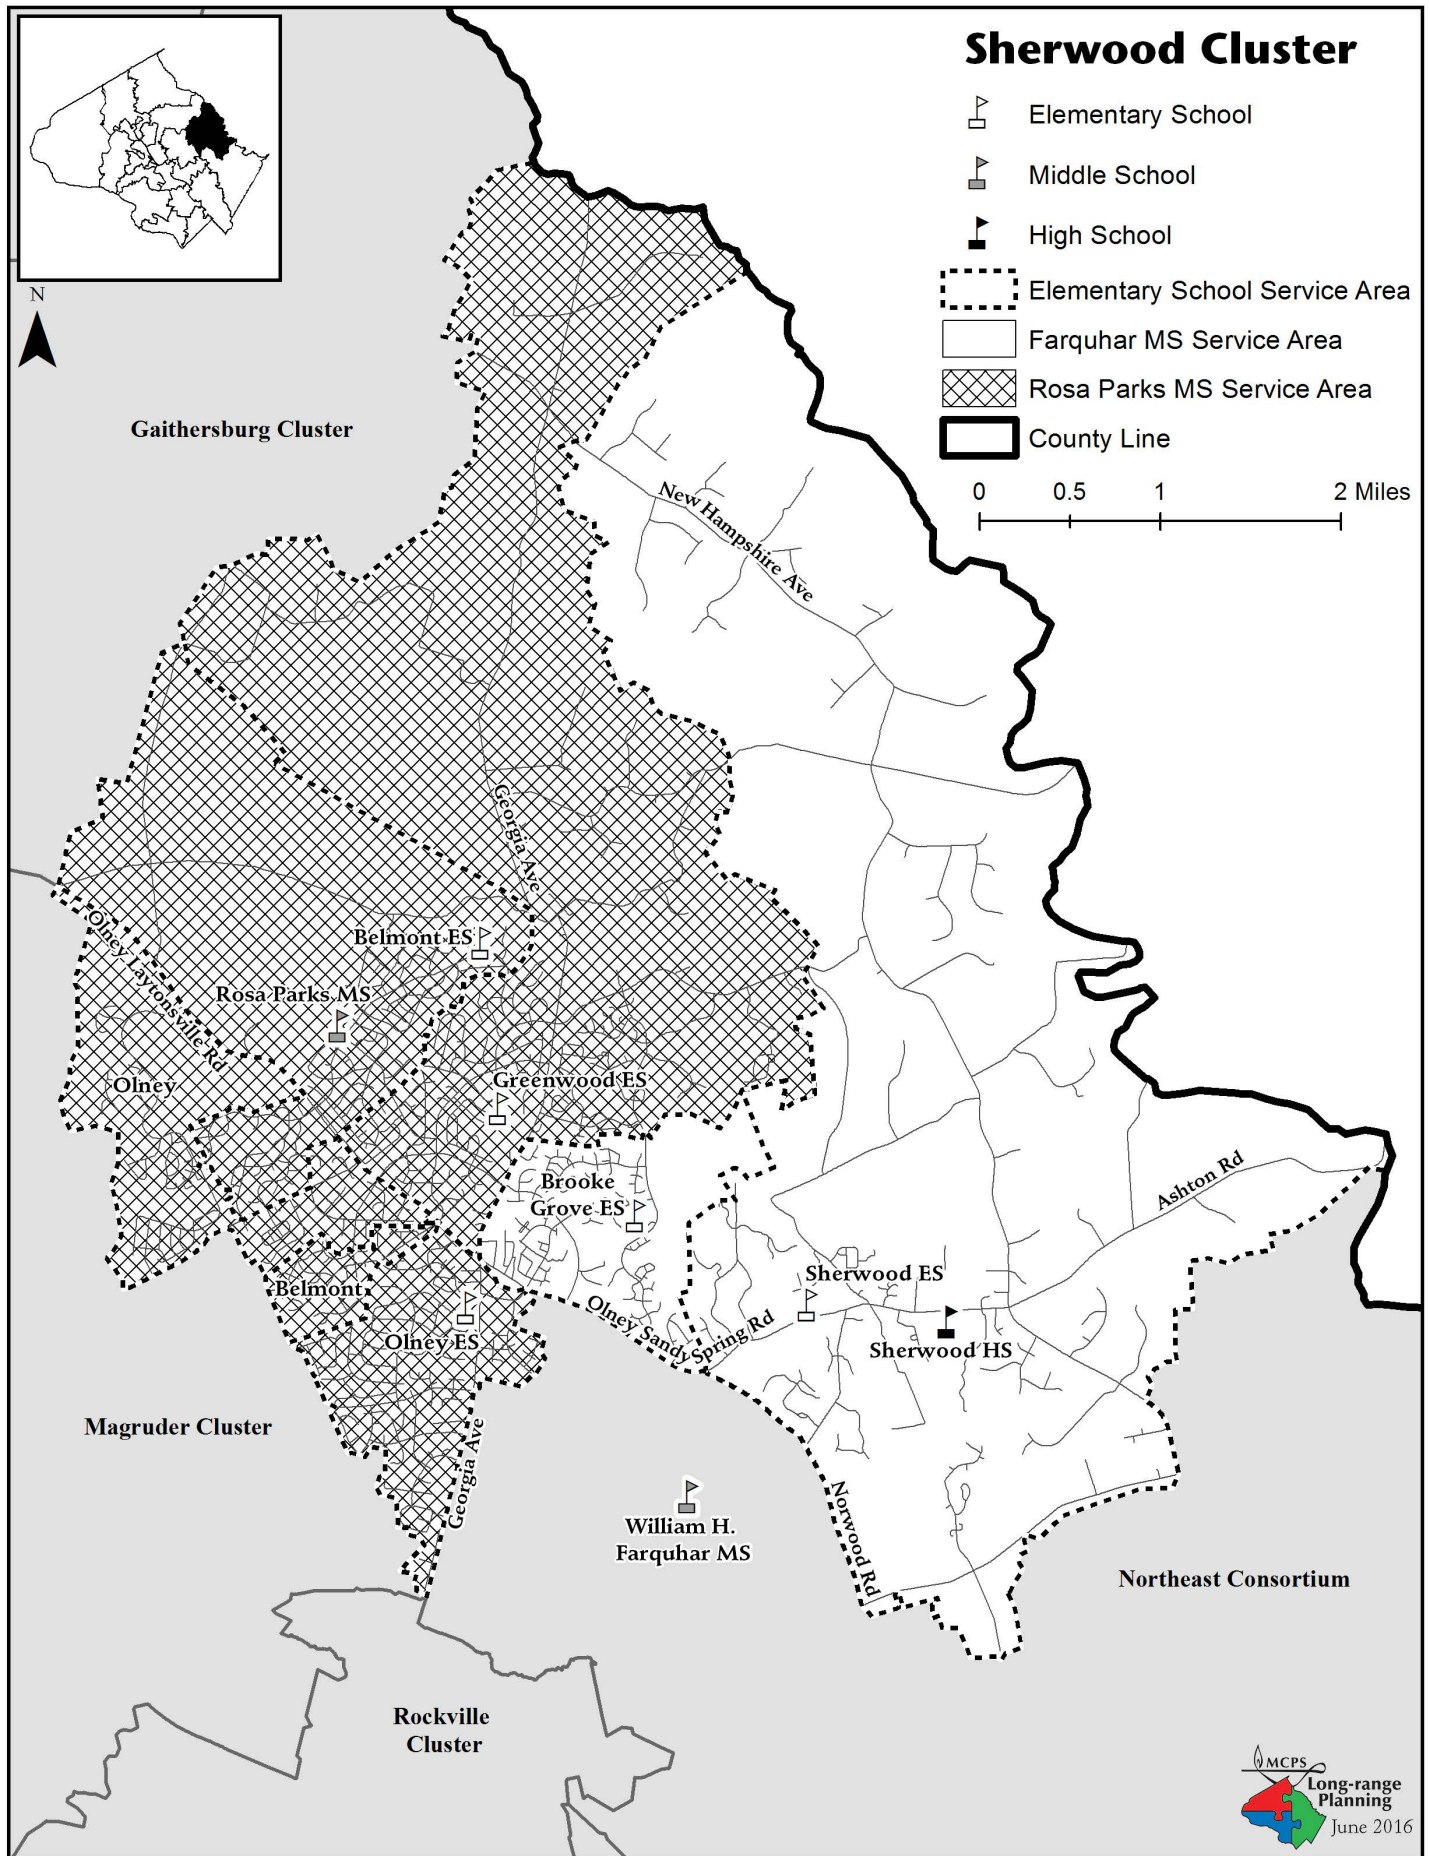 Sherwood Cluster
Elementary School
Middle School
High School
Elementary School Service Area
Farquhar MS Service Area
Rosa Parks MS Service Area
County Line
0 0.5 1 2 Miles
N
Gaithersburg Cluster
New Hampshire Ave
Georgia Ave
Belmont ES
Olney Laytonsville Rd
Rosa Parks MS
Olney
Greenwood ES
Brooke
Grove ES
Ashton Rd
Sherwood ES
Belmont
Olney Sandy Spring Rd
Olney ES
Sherwood HS
Magruder Cluster
Georgia Ave
Norwood Rd
William H.
Farquhar MS
Northeast Consortium
Rockville
Cluster
MCPS
Long-range
Planning
June 2016